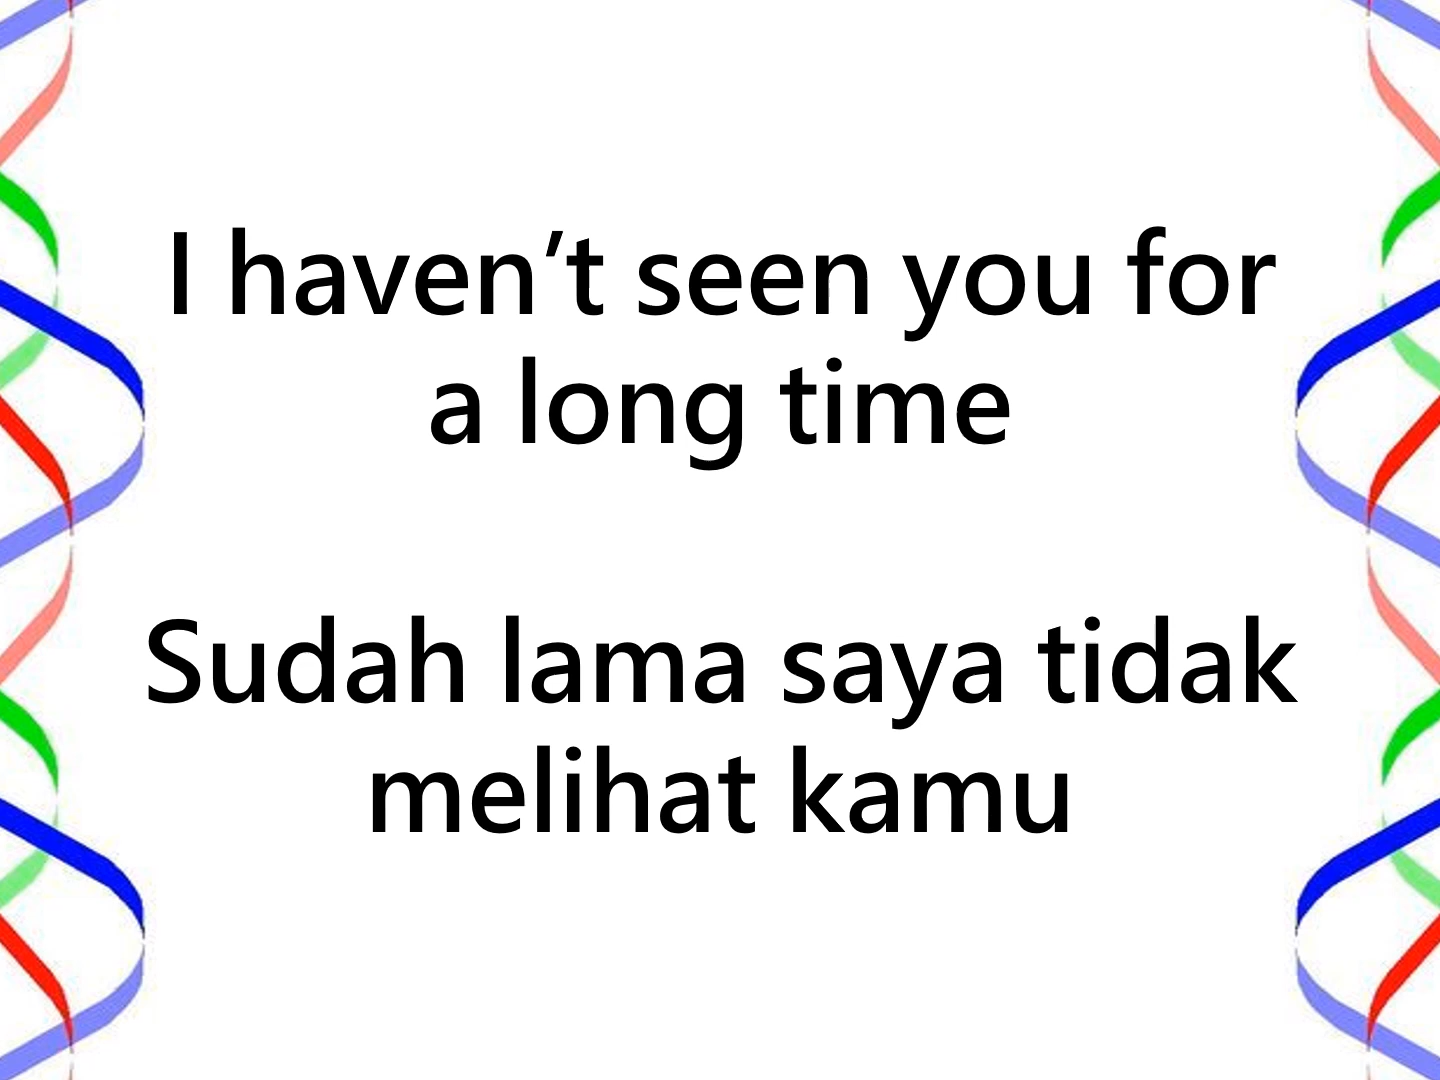 I haven’t seen you for
a long time
Sudah lama saya tidak
melihat kamu